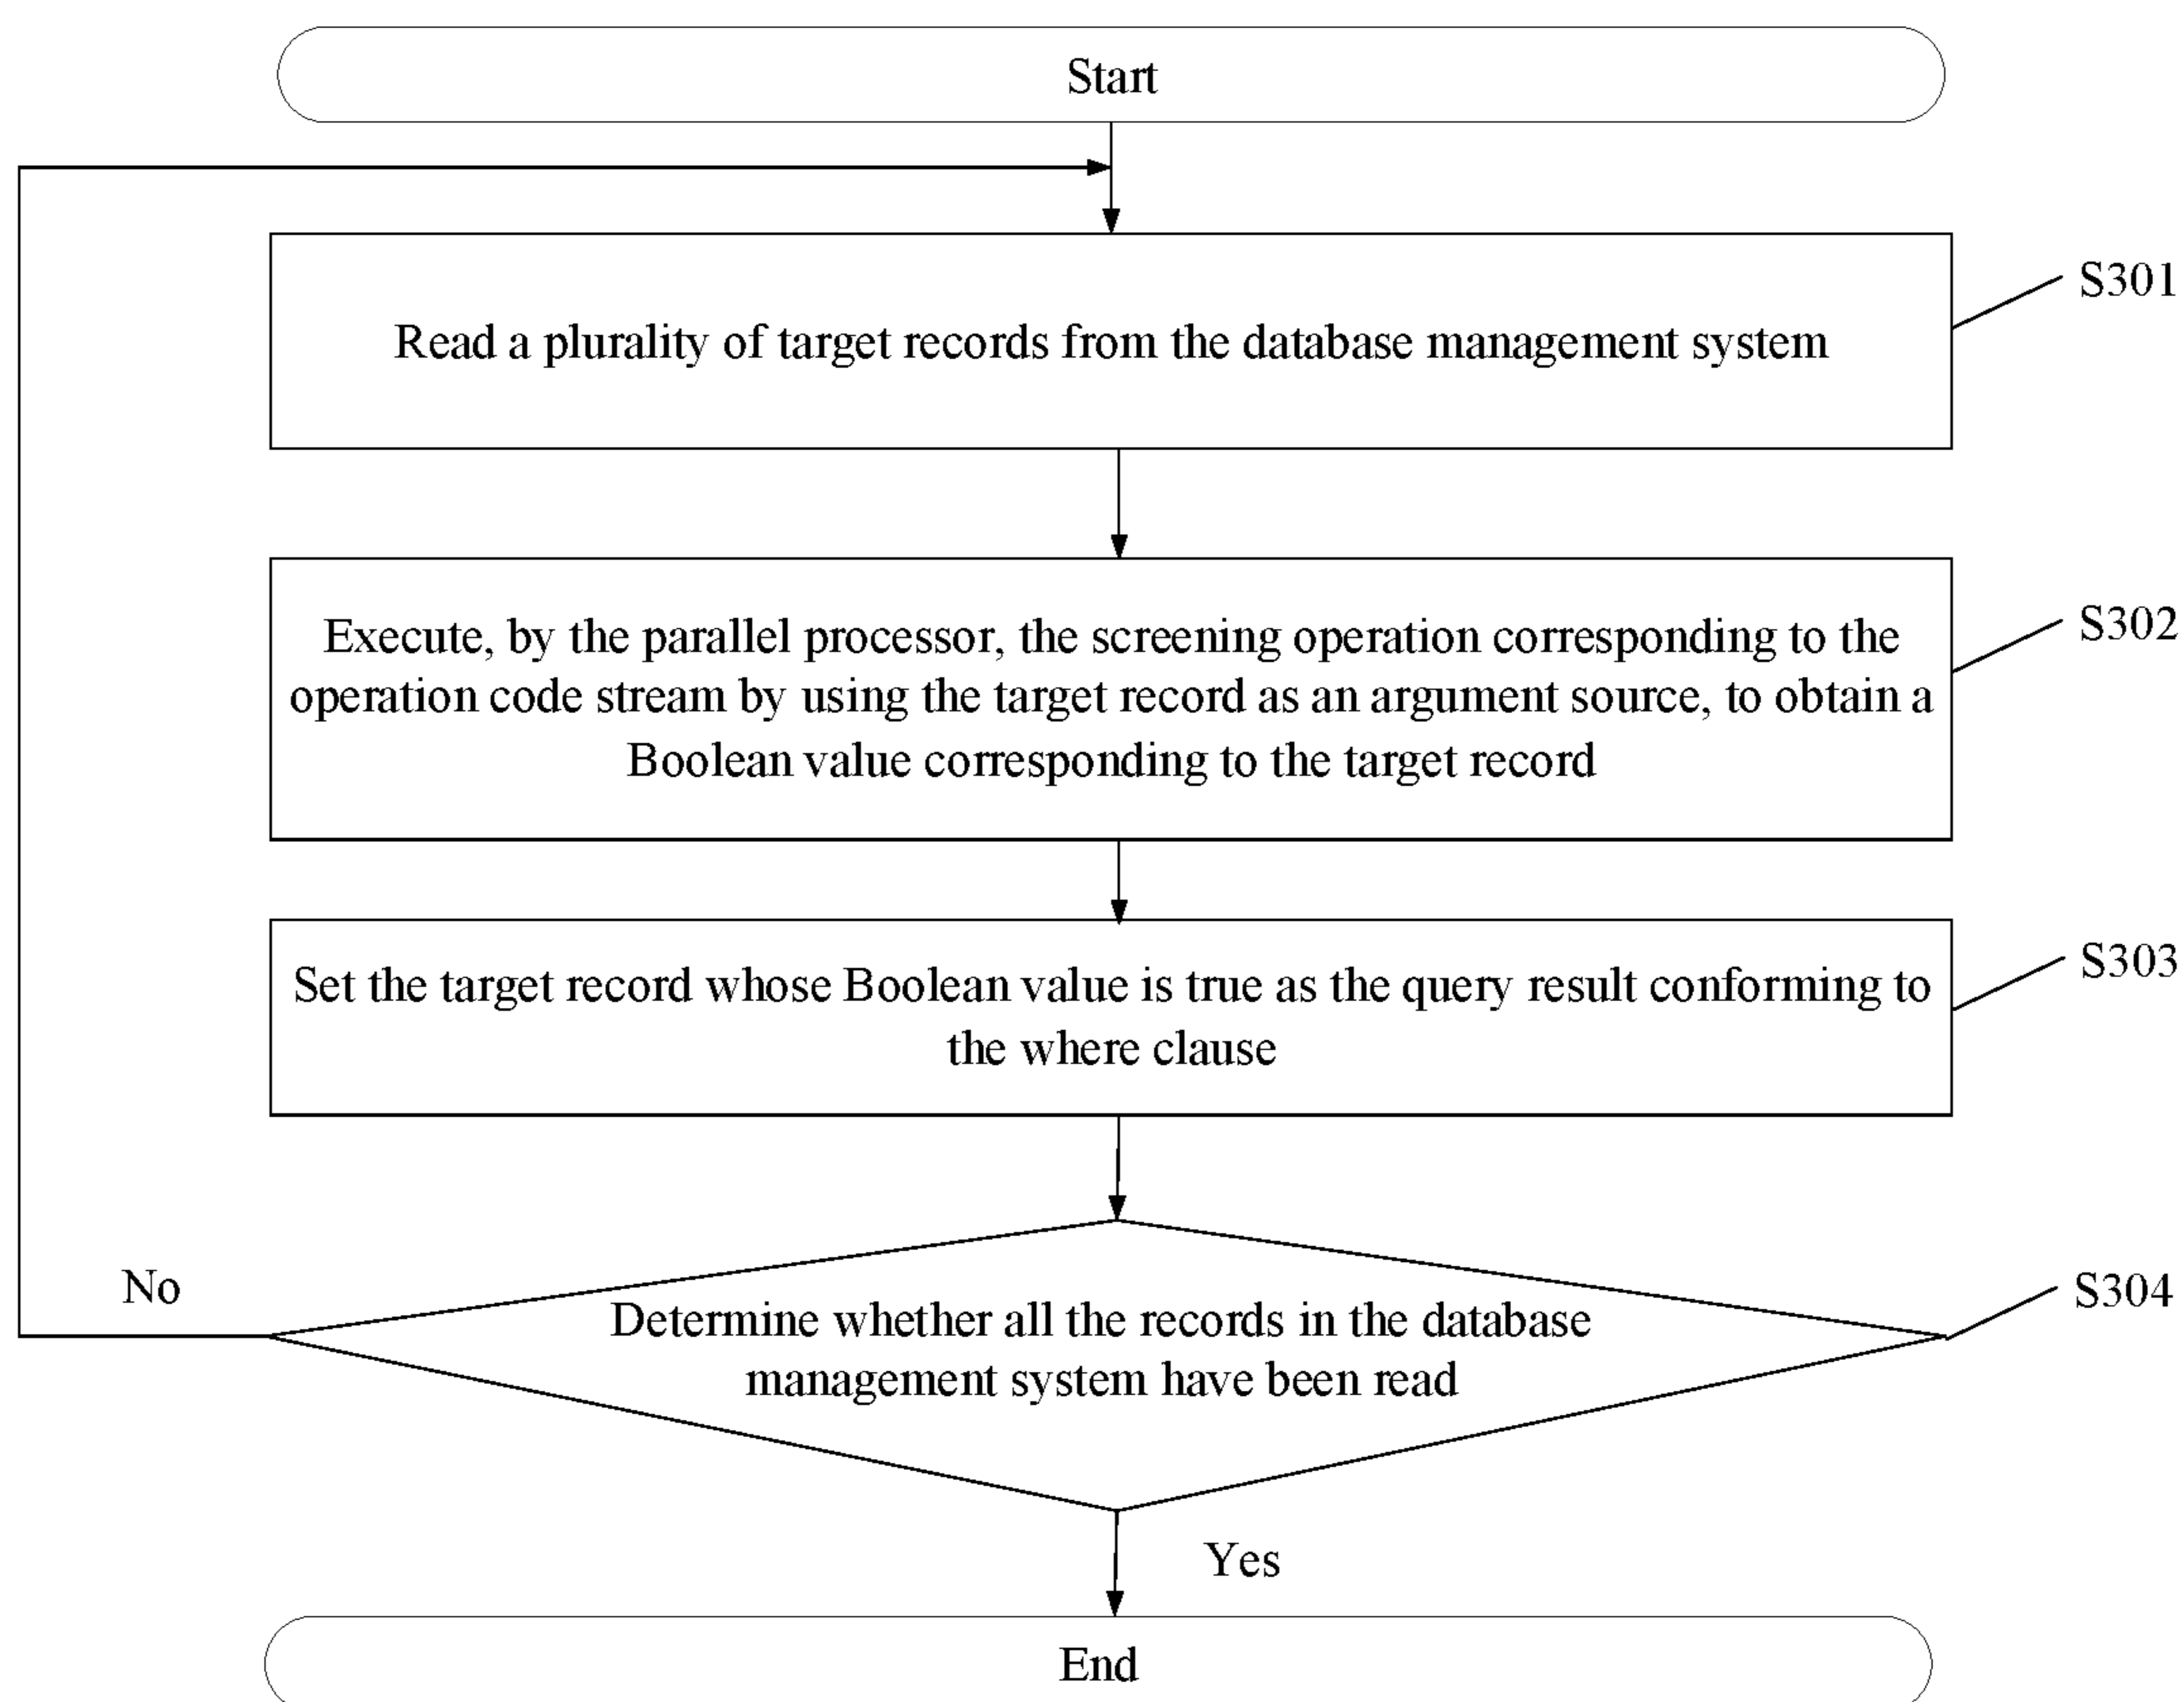 Start
S301
Read a plurality of target records from the database management system
S302
Execute, by the parallel processor, the screening operation corresponding to the
operation code stream by using the target record as an argument source, to obtain a
Boolean value corresponding to the target record
S303
Set the target record whose Boolean value is true as the query result conforming to
the where clause
No
S304
Determine whether all the records in the database
management system have been read
Yes
End